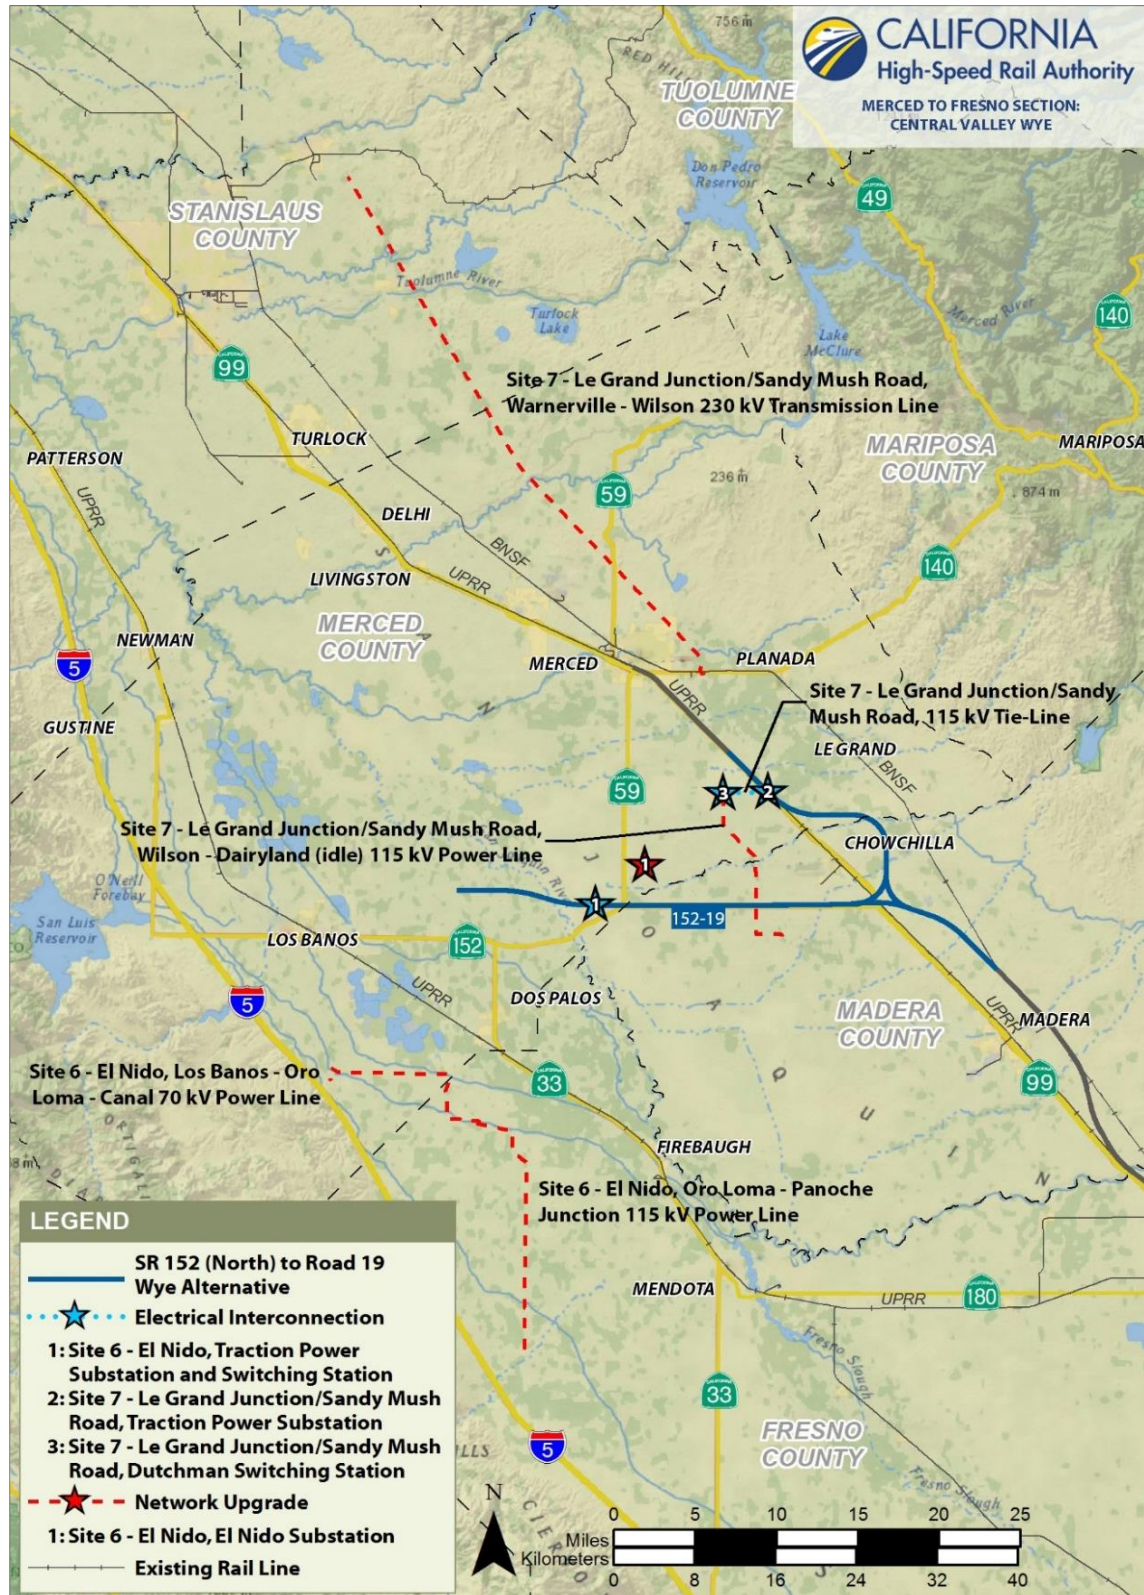 CALIFORNIA
High-Speed Rail Authority
MERCED TO FRESNO SECTION:
CENTRAL VALLEY WYE
756 m
RED HILLS
TUOLUMNE
COUNTY
Don Pedro
Reservoir
49
STANISLAUS
COUNTY
Tuolumne River
Turlock
Lake
Merced River
140
Lake
McClure
99
Site 7 - Le Grand Junction/Sandy Mush Road,
Warnerville - Wilson 230 kV Transmission Line
TURLOCK
MARIPOSA
MARIPOSA
COUNTY
PATTERSON
236 m
874 m
59
UPRR
DELHI
BNSF
140
LIVINGSTON
UPRR
MERCED
COUNTY
NEWMAN
5
MERCED
PLANADA
UPRR
Site 7 - Le Grand Junction/Sandy
Mush Road, 115 kV Tie-Line
GUSTINE
LE GRAND
BNSF
59
3
2
Site 7 - Le Grand Junction/Sandy Mush Road,
Wilson - Dairyland (idle) 115 kV Power Line
CHOWCHILLA
1
O'Neill
Forebay
1
San Luis
Reservoir
152-19
LOS BANOS
152
UPRR
5
DOS PALOS
MADERA
COUNTY
UPRR
MADERA
S A N J O A Q U I N
Site 6 - El Nido, Los Banos - Oro
Loma - Canal 70 kV Power Line
33
99
FIREBAUGH
Site 6 - El Nido, Oro Loma - Panoche
Junction 115 kV Power Line
MENDOTA
UPRR
180
Fresno Slough
33
FRESNO
COUNTY
5
Fresno Slough
LEGEND
SR 152 (North) to Road 19
Wye Alternative
Electrical Interconnection
1: Site 6 - El Nido, Traction Power
Substation and Switching Station
2: Site 7 - Le Grand Junction/Sandy Mush
Road, Traction Power Substation
3: Site 7 - Le Grand Junction/Sandy Mush
Road, Dutchman Switching Station
Network Upgrade
1: Site 6 - El Nido, El Nido Substation
Existing Rail Line
N
0 5 10 15 20 25
Miles
Kilometers
0 8 16 24 32 40